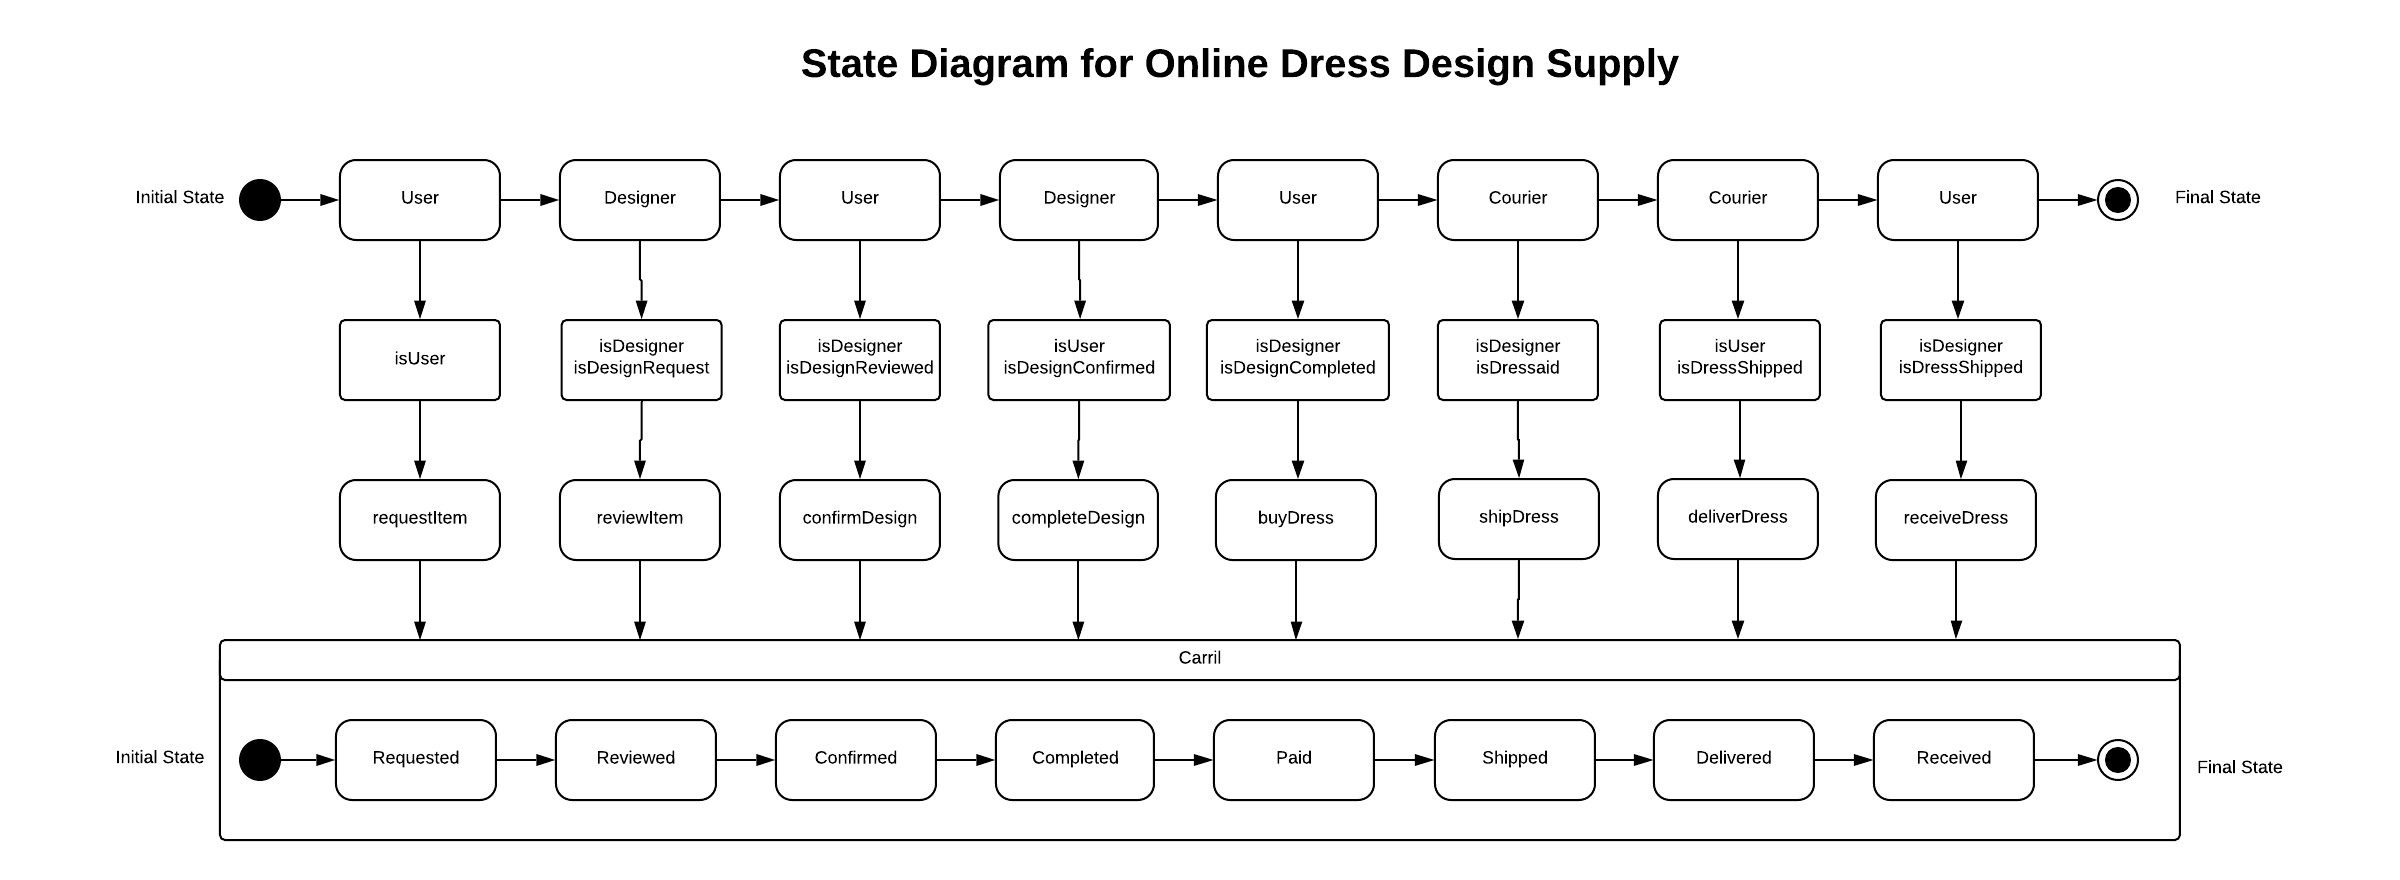 State Diagram for Online Dress Design Supply
Initial State
User
Designer
User
Designer
User
Courier
Courier
User
Final State
isUser
isDesigner
isDesignRequest
isDesigner
isDesignReviewed
isUser
isDesignConfirmed
isDesigner
isDesignCompleted
isDesigner
isDressaid
isUser
isDressShipped
isDesigner
isDressShipped
requestItem
reviewItem
confirmDesign
completeDesign
buyDress
shipDress
deliverDress
receiveDress
Carril
Initial State
Requested
Reviewed
Confirmed
Completed
Paid
Shipped
Delivered
Received
Final State